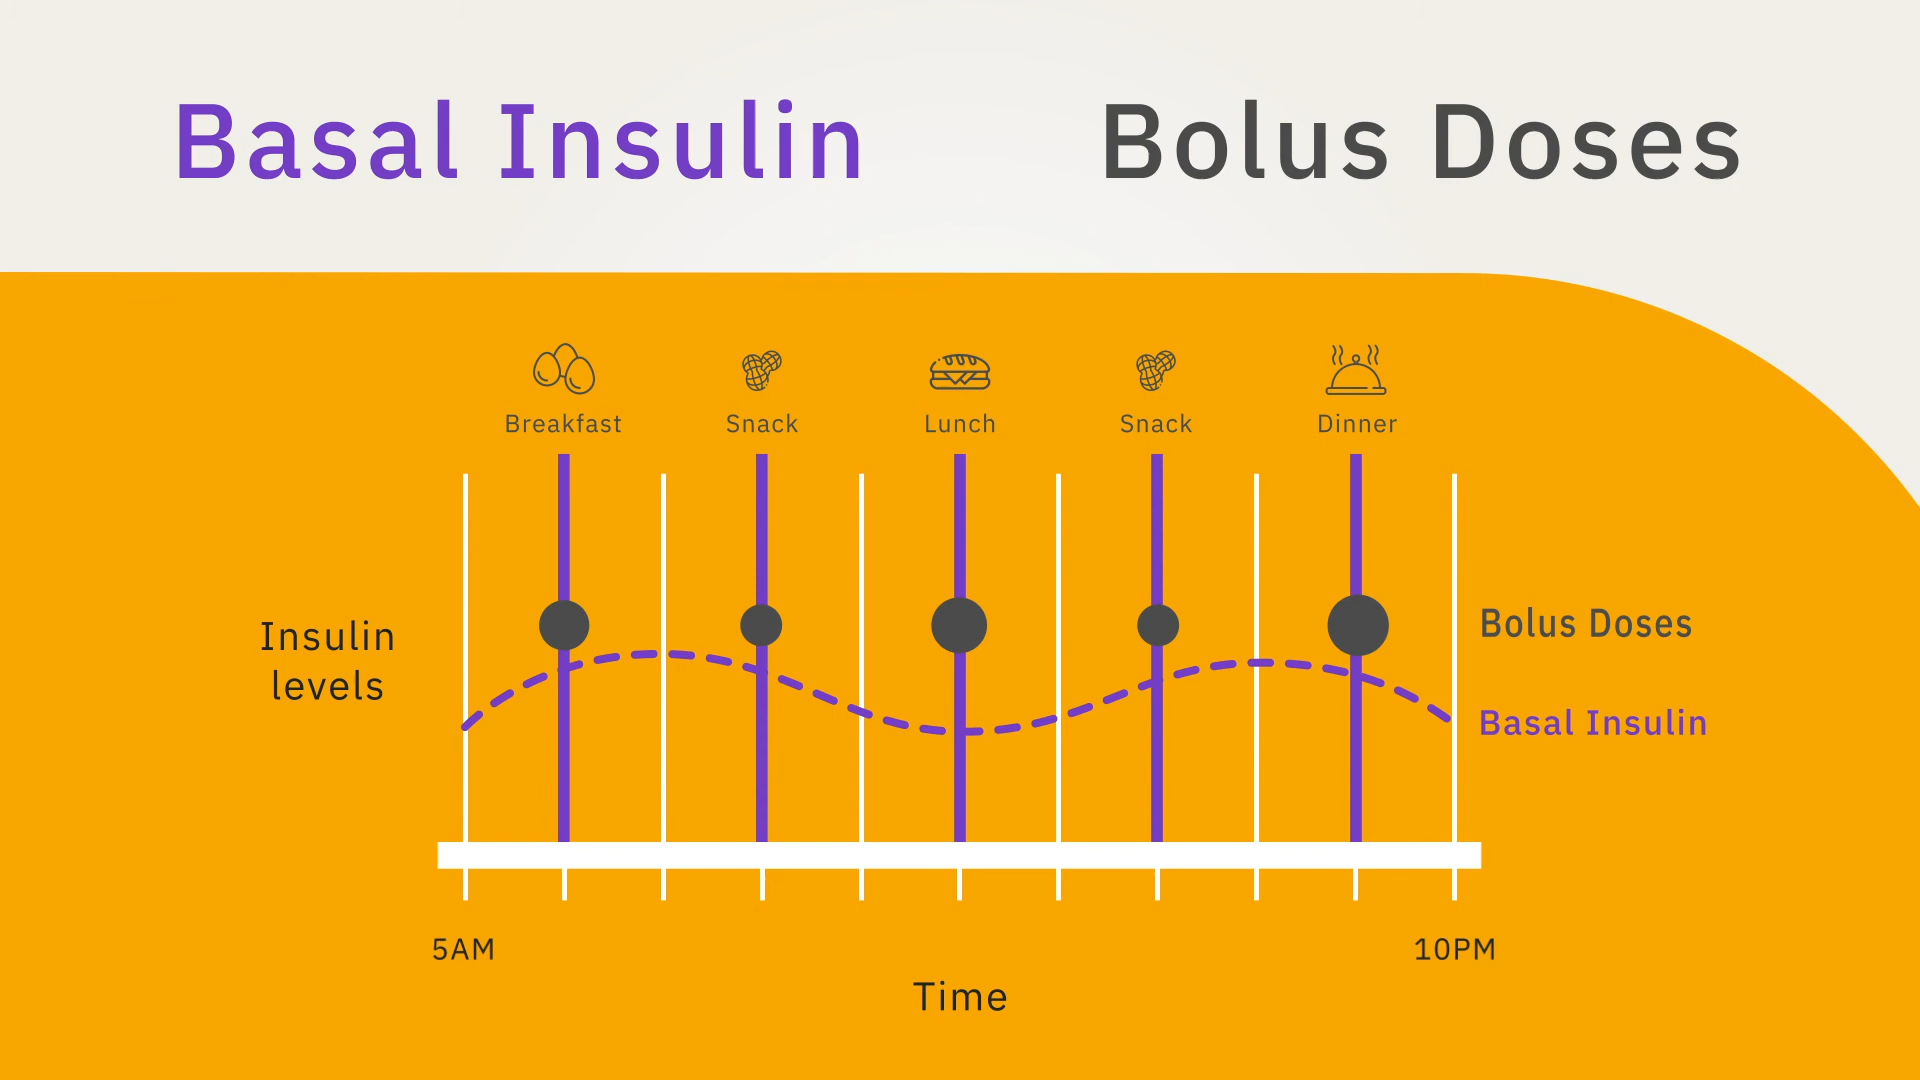 Basal Insulin
Bolus Doses
Breakfast
Snack
Lunch
Snack
Dinner
Insulin
levels
Bolus Doses
Basal Insulin
5AM
10PM
Time